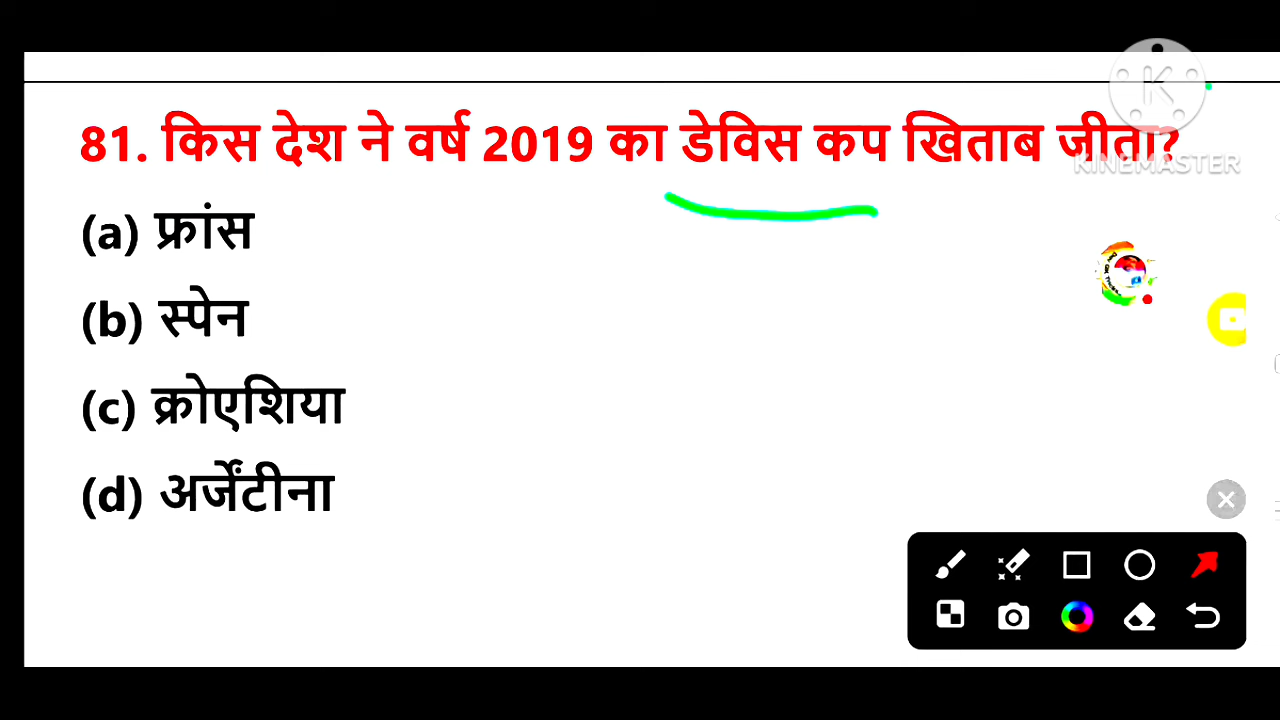 81. किस देश ने वर्ष 2019 का डेविस कप खिताब जीता?
KINEMASTER
(a) फ्रांस
(b) स्पेन
(c) क्रोएशिया
(d) अर्जेंटीना